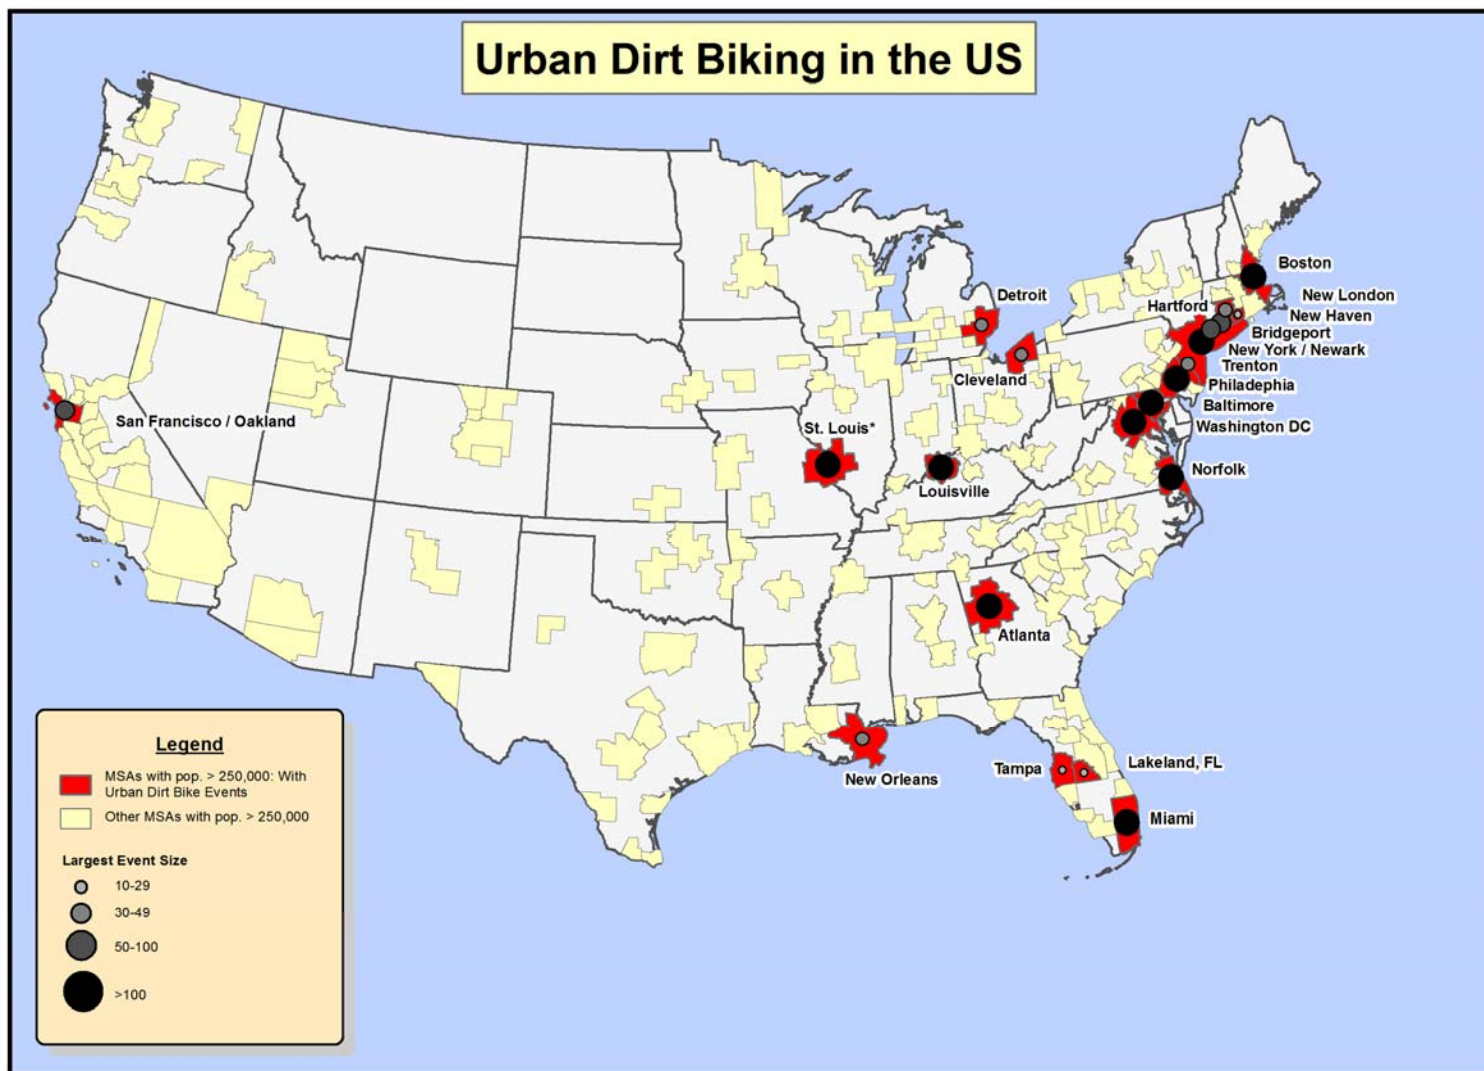 Urban Dirt Biking in the US
Boston
Detroit
New London
Hartford
New Haven
Bridgeport
New York / Newark
Trenton
Cleveland
Philadephia
Baltimore
San Francisco / Oakland
St. Louis*
Washington DC
Norfolk
Louisville
Atlanta
Lakeland, FL
Tampa
New Orleans
Miami
Legend
MSAs with pop. > 250,000: With
Urban Dirt Bike Events
Other MSAs with pop. > 250,000
Largest Event Size
10-29
30-49
50-100
>100